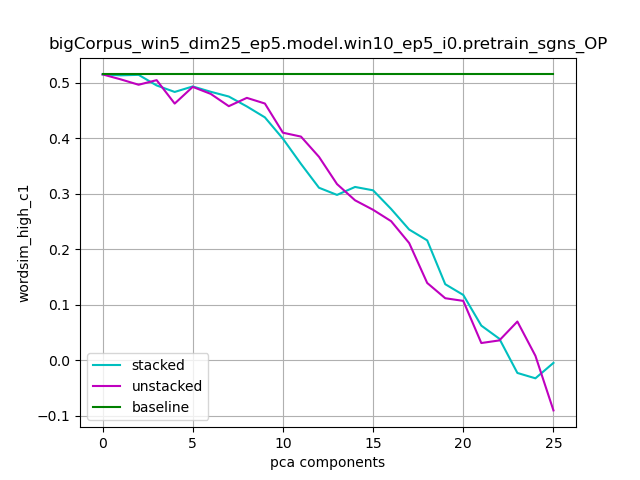 bigCorpus_win5_dim25_ep5.model.win10_ep5_i0.pretrain_sgns_OP
0.5
0.4
0.3
0.2
0.1
0.0
−0.1
wordsim_high_c1
stacked
unstacked
baseline
0 5 10 15 20 25
pca components